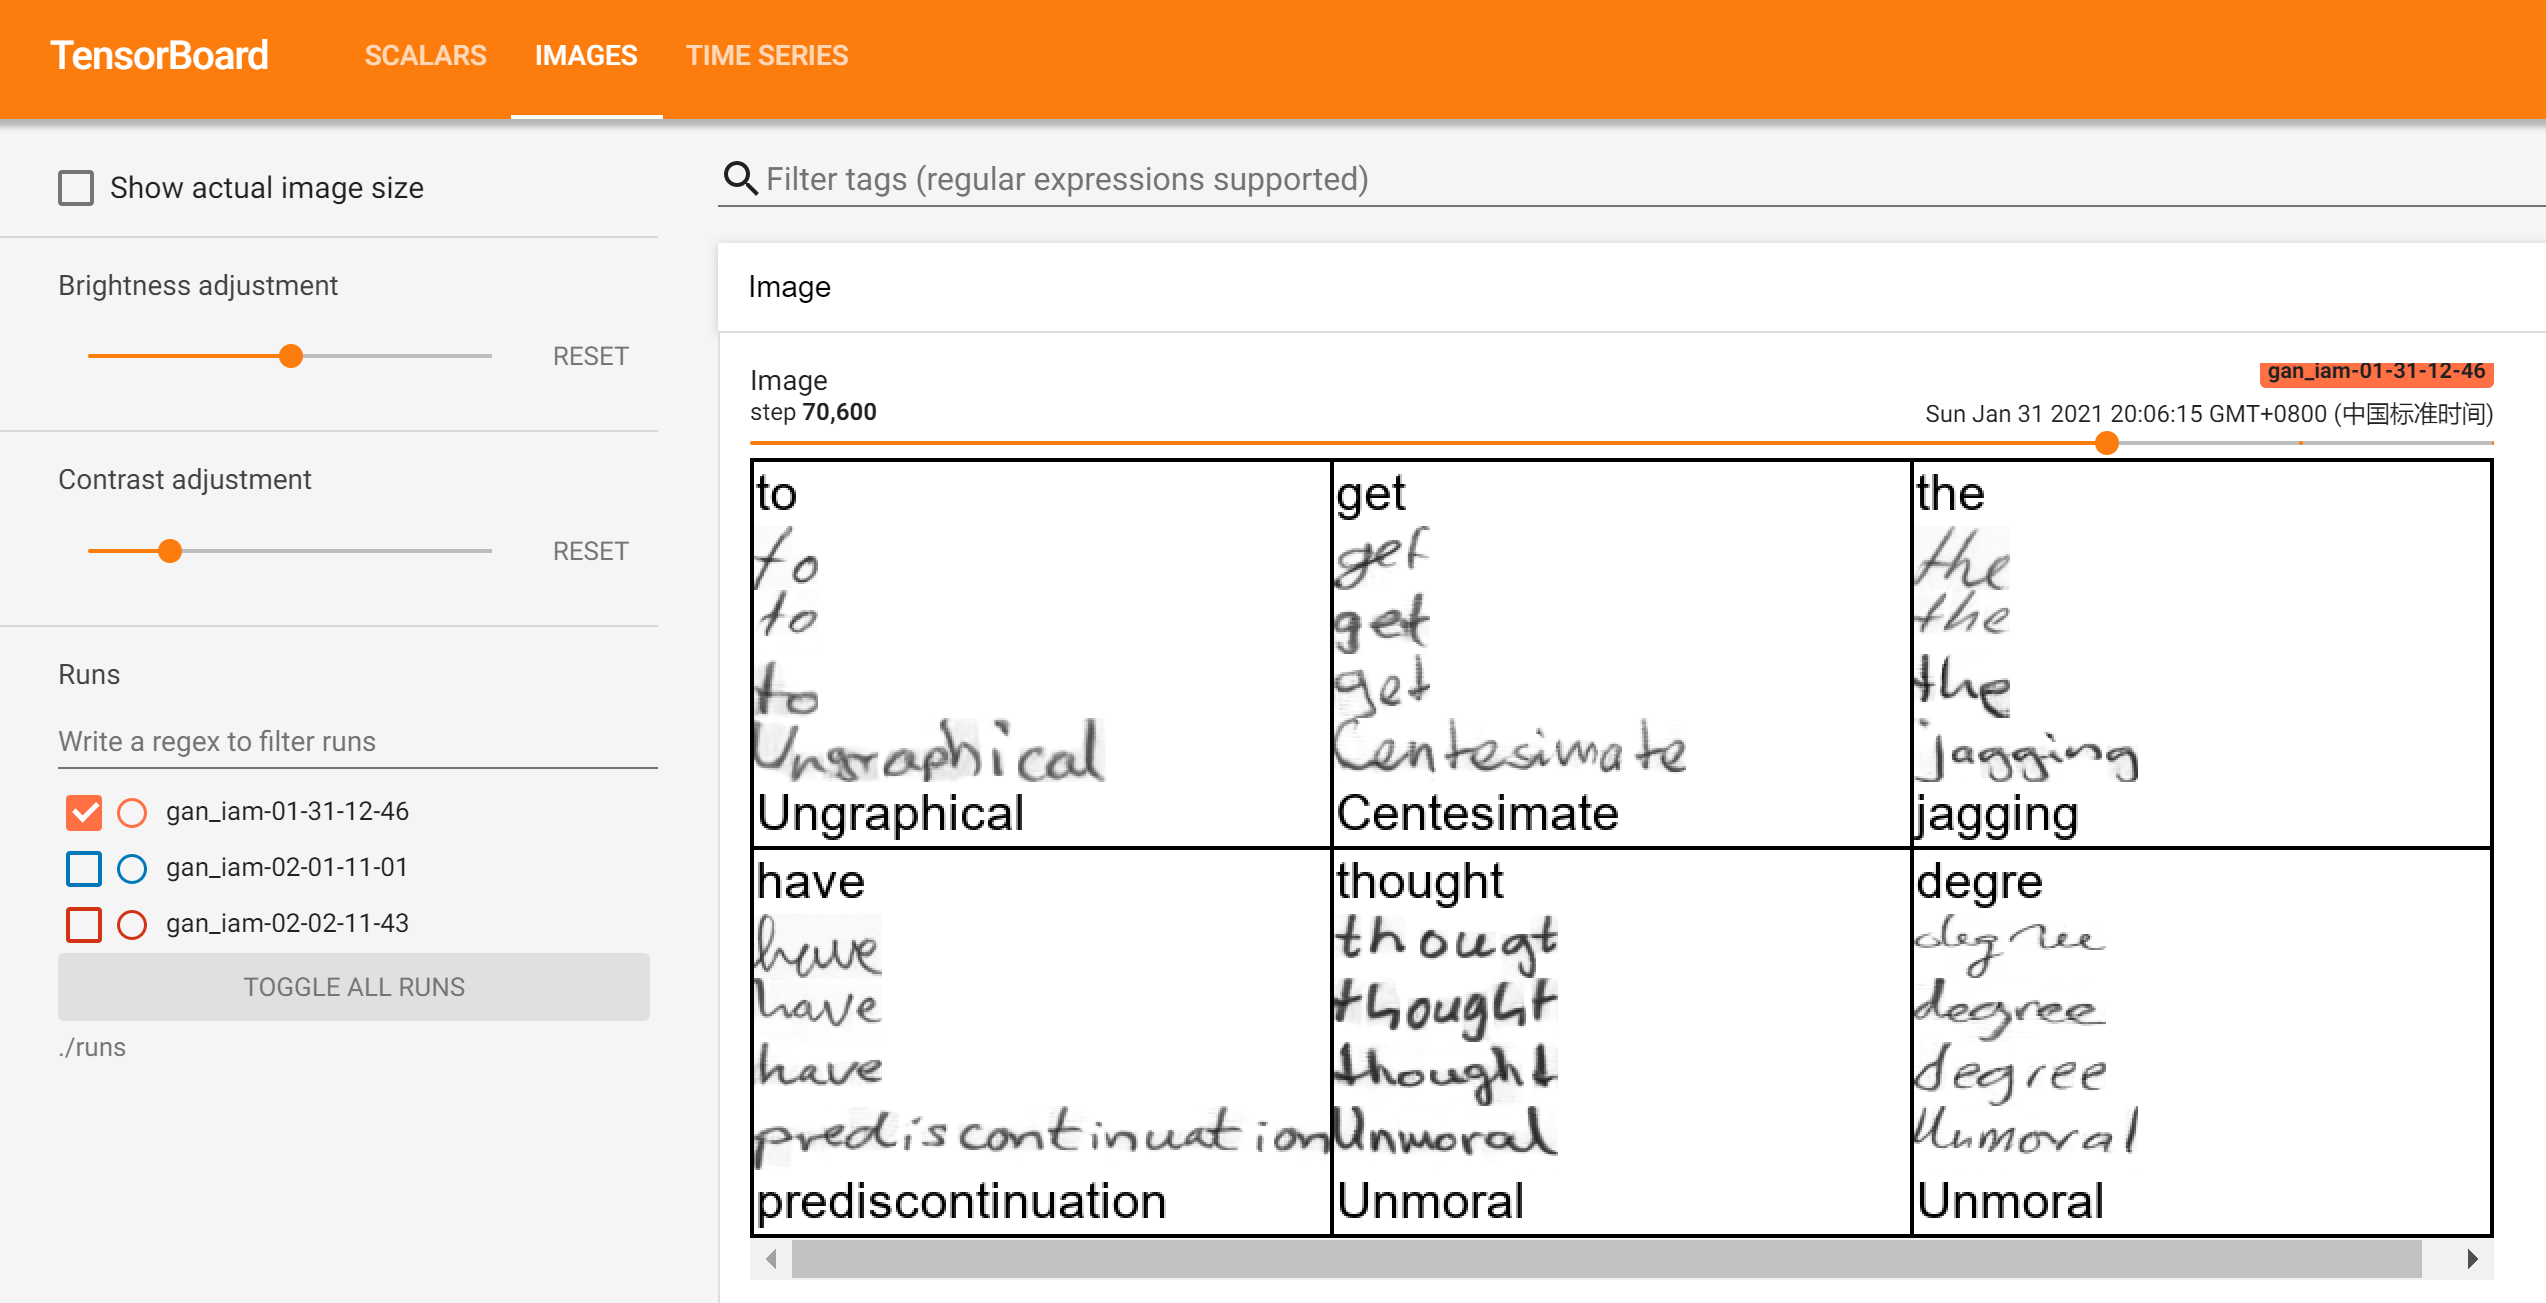 TensorBoard SCALARS IMAGES TIME SERIES
Show actual image size
Brightness adjustment
RESET
Contrast adjustment
RESET
Runs
Write a regex to filter runs
gan_iam-01-31-12-46
gan_iam-02-01-11-01
gan_iam-02-02-11-43
TOGGLE ALL RUNS
./runs
Filter tags (regular expressions supported)
Image
Image
gan_iam-01-31-12-46
step 70,600
Sun Jan 31 2021 20:06:15 GMT+0800 (中国标准时间)
to
to
to
to
Ungraphical
Ungraphical
get
get
get
get
Centesimate
Centesimate
the
the
the
the
jagging
jagging
have
have
have
have
prediscontinuation
prediscontinuation
thought
thougt
thought
thought
Unmoral
Unmoral
degre
degree
degree
degree
Unmoral
Unmoral